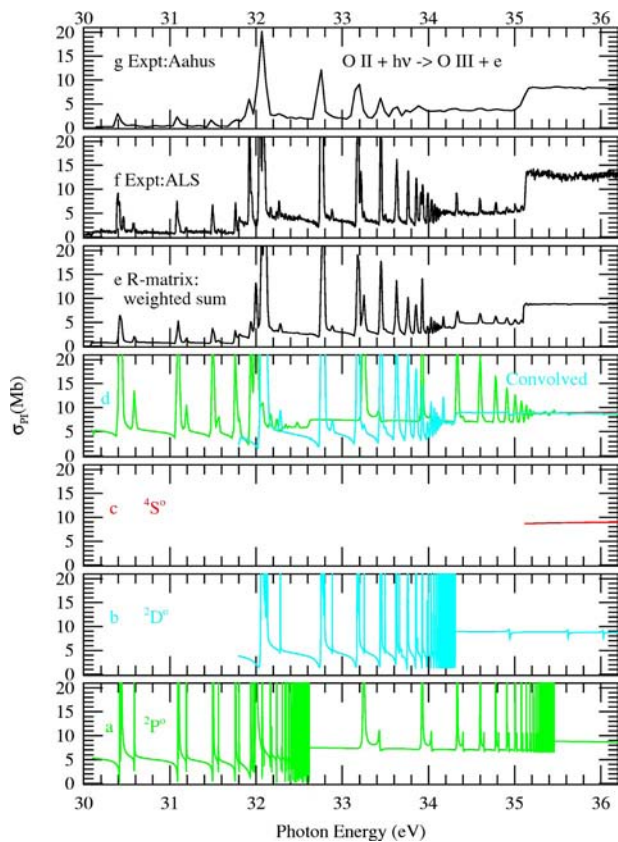 30 31 32 33 34 35 36
20
15
10
5
0
g Expt:Aahus
O II + hν -> O III + e
20
15
10
5
0
f Expt:ALS
20
15
10
5
0
e R-matrix:
weighted sum
20
15
10
5
0
d
Convolved
σPI(Mb)
20
15
10
5
0
c 4So
20
15
10
5
0
b 2Do
20
15
10
5
0
a 2Po
30 31 32 33 34 35 36
Photon Energy (eV)